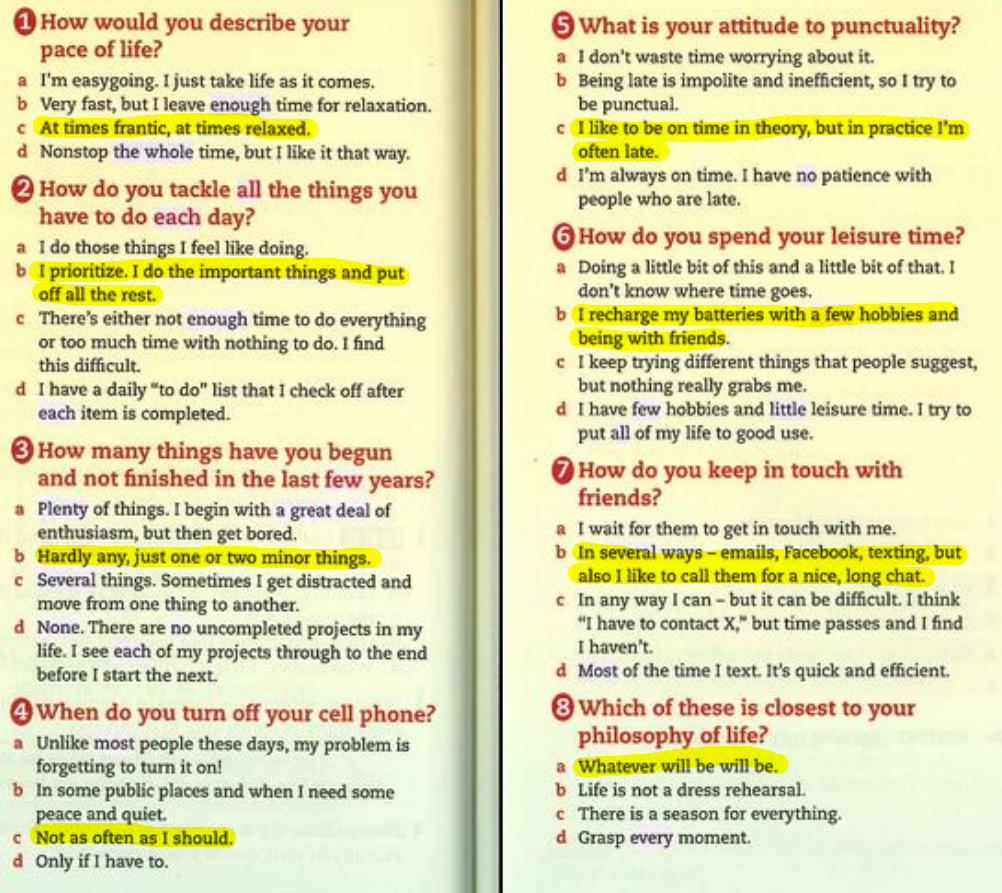 1 How would you describe your
pace of life?
a I'm easygoing. I just take life as it comes.
b Very fast, but I leave enough time for relaxation.
c At times frantic, at times relaxed.
d Nonstop the whole time, but I like it that way.
2 How do you tackle all the things you
have to do each day?
a I do those things I feel like doing.
b I prioritize. I do the important things and put
off all the rest.
c There's either not enough time to do everything
or too much time with nothing to do. I find
this difficult.
d I have a daily “to do” list that I check off after
each item is completed.
3 How many things have you begun
and not finished in the last few years?
a Plenty of things. I begin with a great deal of
enthusiasm, but then get bored.
b Hardly any, just one or two minor things.
c Several things. Sometimes I get distracted and
move from one thing to another.
d None. There are no uncompleted projects in my
life. I see each of my projects through to the end
before I start the next.
4 When do you turn off your cell phone?
a Unlike most people these days, my problem is
forgetting to turn it on!
b In some public places and when I need some
peace and quiet.
c Not as often as I should.
d Only if I have to.
5 What is your attitude to punctuality?
a I don't waste time worrying about it.
b Being late is impolite and inefficient, so I try to
be punctual.
c I like to be on time in theory, but in practice I'm
often late.
d I'm always on time. I have no patience with
people who are late.
6 How do you spend your leisure time?
a Doing a little bit of this and a little bit of that. I
don't know where time goes.
b I recharge my batteries with a few hobbies and
being with friends.
c I keep trying different things that people suggest,
but nothing really grabs me.
d I have few hobbies and little leisure time. I try to
put all of my life to good use.
7 How do you keep in touch with
friends?
a I wait for them to get in touch with me.
b In several ways – emails, Facebook, texting, but
also I like to call them for a nice, long chat.
c In any way I can – but it can be difficult. I think
“I have to contact X,” but time passes and I find
I haven't.
d Most of the time I text. It's quick and efficient.
8 Which of these is closest to your
philosophy of life?
a Whatever will be will be.
b Life is not a dress rehearsal.
c There is a season for everything.
d Grasp every moment.